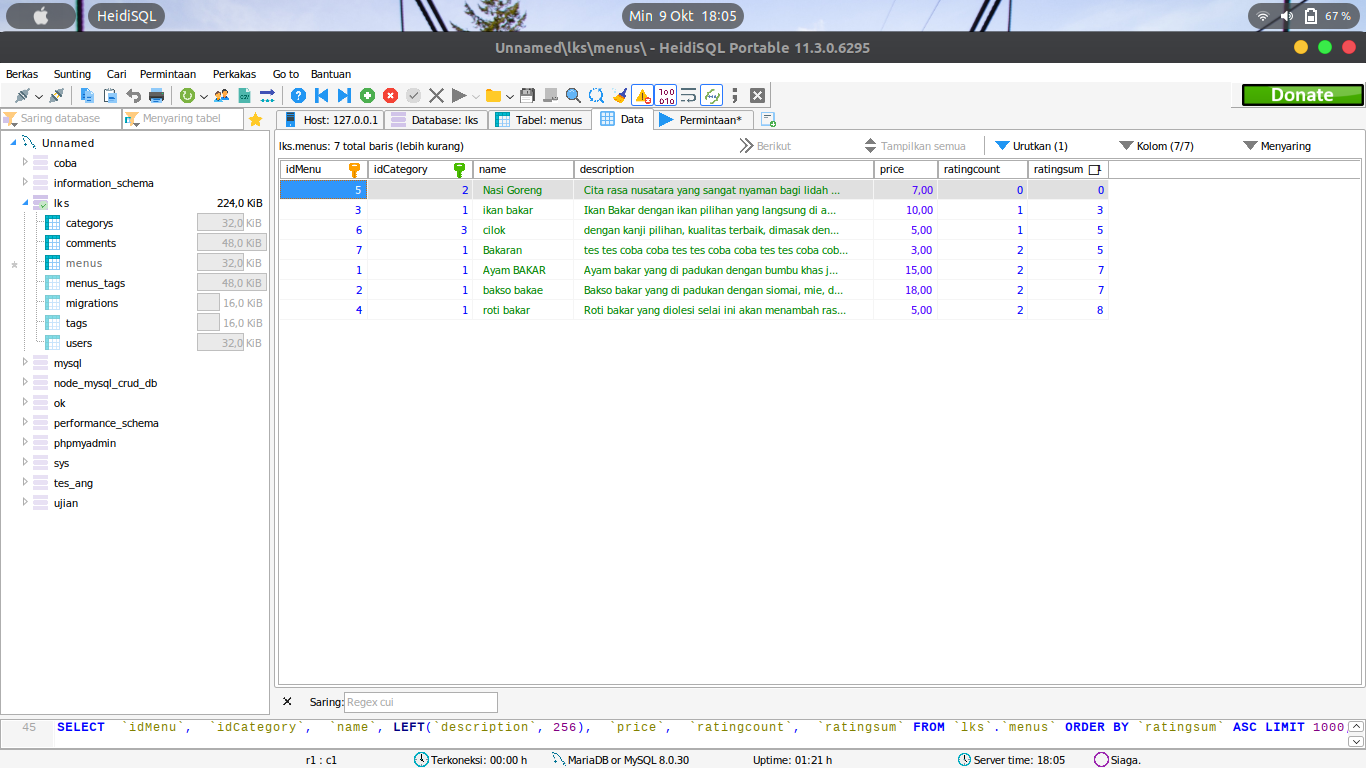 HeidiSQL Min 9 Okt 18:05 67 %
Unnamed\lks\menus\ - HeidiSQL Portable 11.3.0.6295
Berkas Sunting Cari Permintaan Perkakas Go to Bantuan
Donate
Saring database Menyaring tabel Host: 127.0.0.1 Database: lks Tabel: menus Data Permintaan*
Unnamed
coba
information_schema
lks 224,0 KiB
categorys 32,0 KiB
comments 48,0 KiB
menus 32,0 KiB
menus_tags 48,0 KiB
migrations 16,0 KiB
tags 16,0 KiB
users 32,0 KiB
mysql
node_mysql_crud_db
ok
performance_schema
phpmyadmin
sys
tes_ang
ujian
lks.menus: 7 total baris (lebih kurang) Berikut Tampilkan semua Urutkan (1) Kolom (7/7) Menyaring
idMenu idCategory name description price ratingcount ratingsum 1
5 2 Nasi Goreng Cita rasa nusatara yang sangat nyaman bagi lidah ... 7,00 0 0
3 1 ikan bakar Ikan Bakar dengan ikan pilihan yang langsung di a... 10,00 1 3
6 3 cilok dengan kanji pilihan, kualitas terbaik, dimasak den... 5,00 1 5
7 1 Bakaran tes tes coba coba tes tes coba coba tes tes coba cob... 3,00 2 5
1 1 Ayam BAKAR Ayam bakar yang di padukan dengan bumbu khas j... 15,00 2 7
2 1 bakso bakae Bakso bakar yang di padukan dengan siomai, mie, d... 18,00 2 7
4 1 roti bakar Roti bakar yang diolesi selai ini akan menambah ras... 5,00 2 8
Saring: Regex cui
45 SELECT `idMenu`, `idCategory`, `name`, LEFT(`description`, 256), `price`, `ratingcount`, `ratingsum` FROM `lks`.`menus` ORDER BY `ratingsum` ASC LIMIT 1000;
r1 : c1 Terkoneksi: 00:00 h MariaDB or MySQL 8.0.30 Uptime: 01:21 h Server time: 18:05 Siaga.